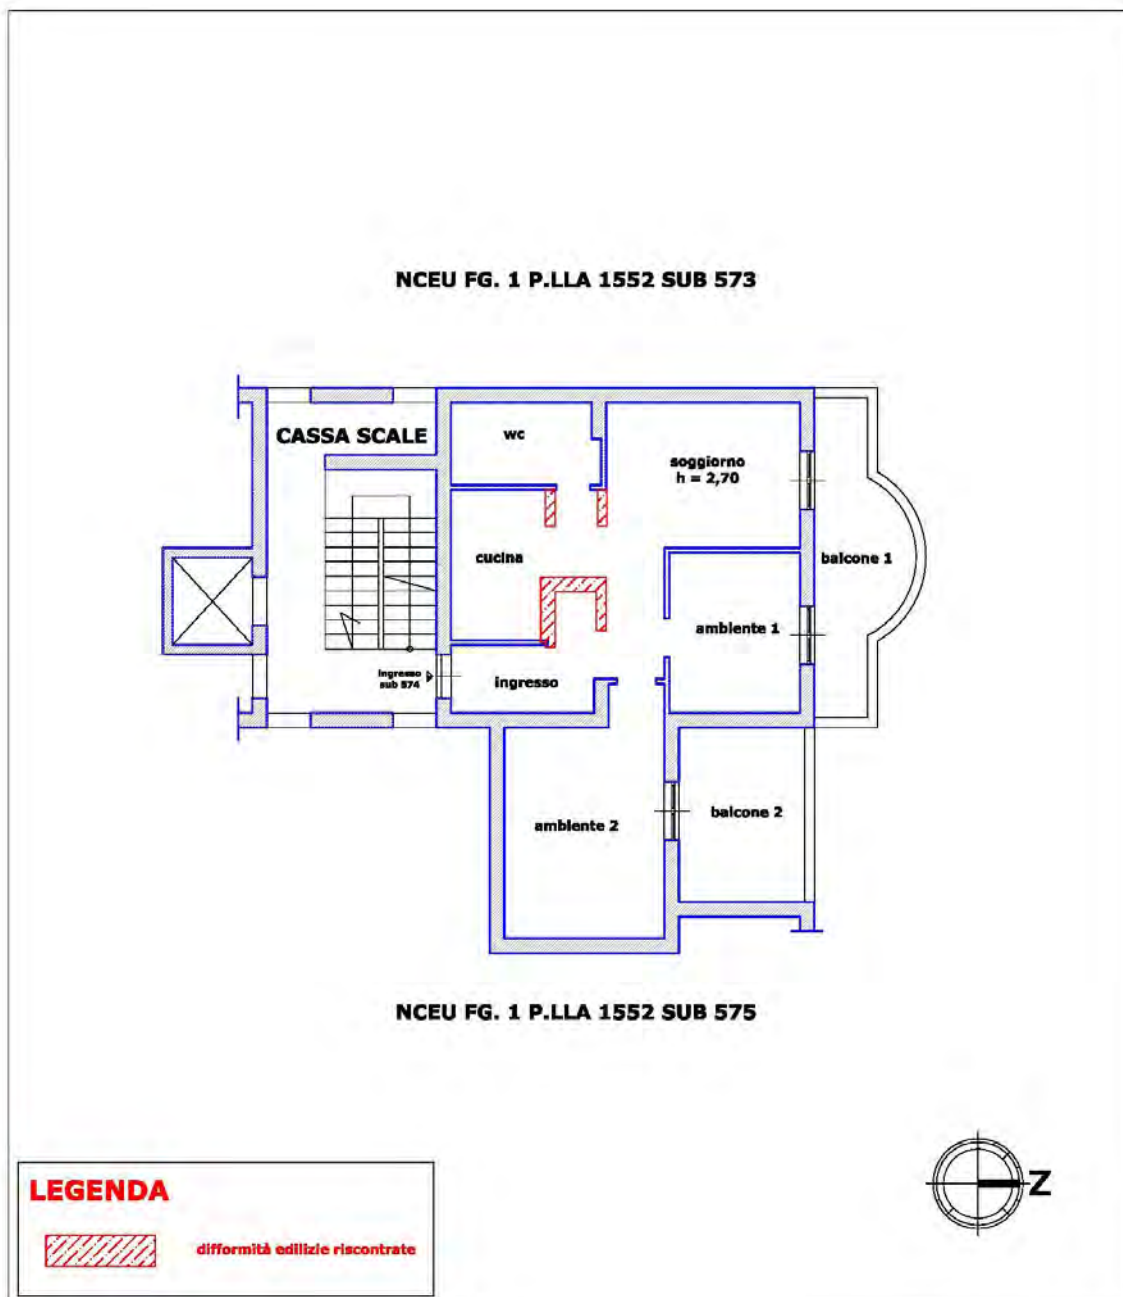 NCEU FG. 1 P.LLA 1552 SUB 573
CASSA SCALE
wc
soggiorno
h = 2,70
cucina
balcone 1
ambiente 1
ingresso
sub 574
ingresso
ambiente 2
balcone 2
NCEU FG. 1 P.LLA 1552 SUB 575
LEGENDA
difformità edilizie riscontrate
Z